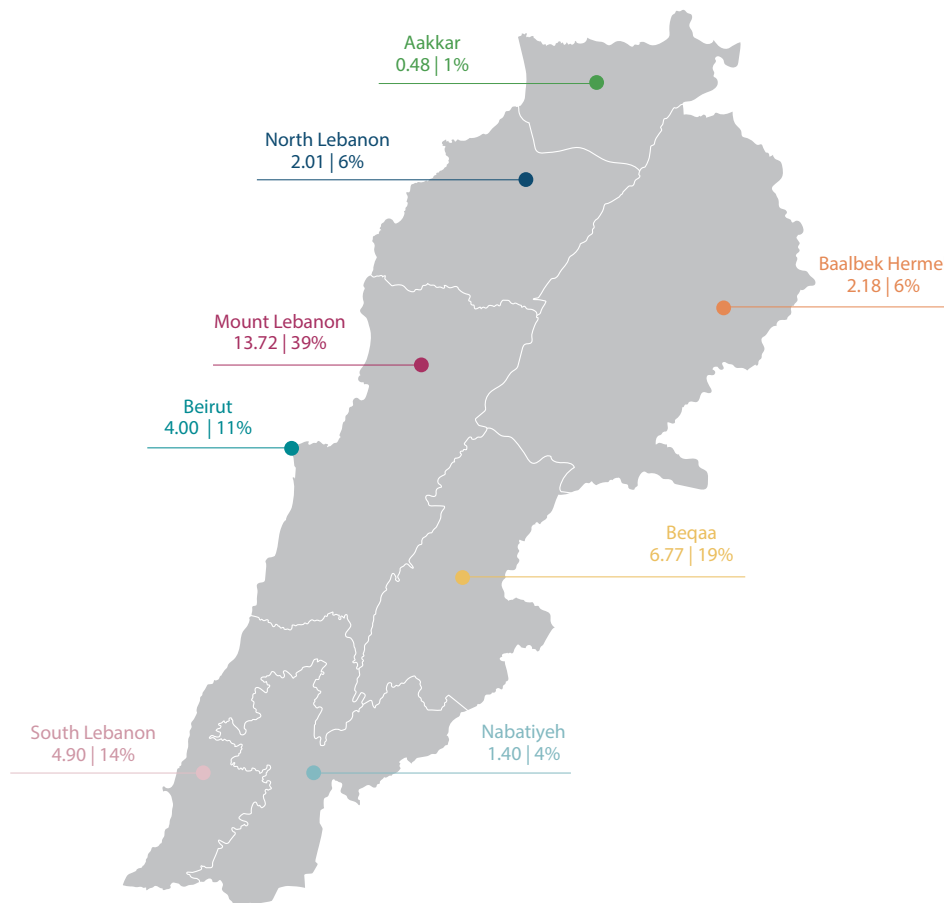 Aakkar
0.48 | 1%
North Lebanon
2.01 | 6%
Baalbek Herme
2.18 | 6%
Mount Lebanon
13.72 | 39%
Beirut
4.00 | 11%
Beqaa
6.77 | 19%
South Lebanon
4.90 | 14%
Nabatiyeh
1.40 | 4%